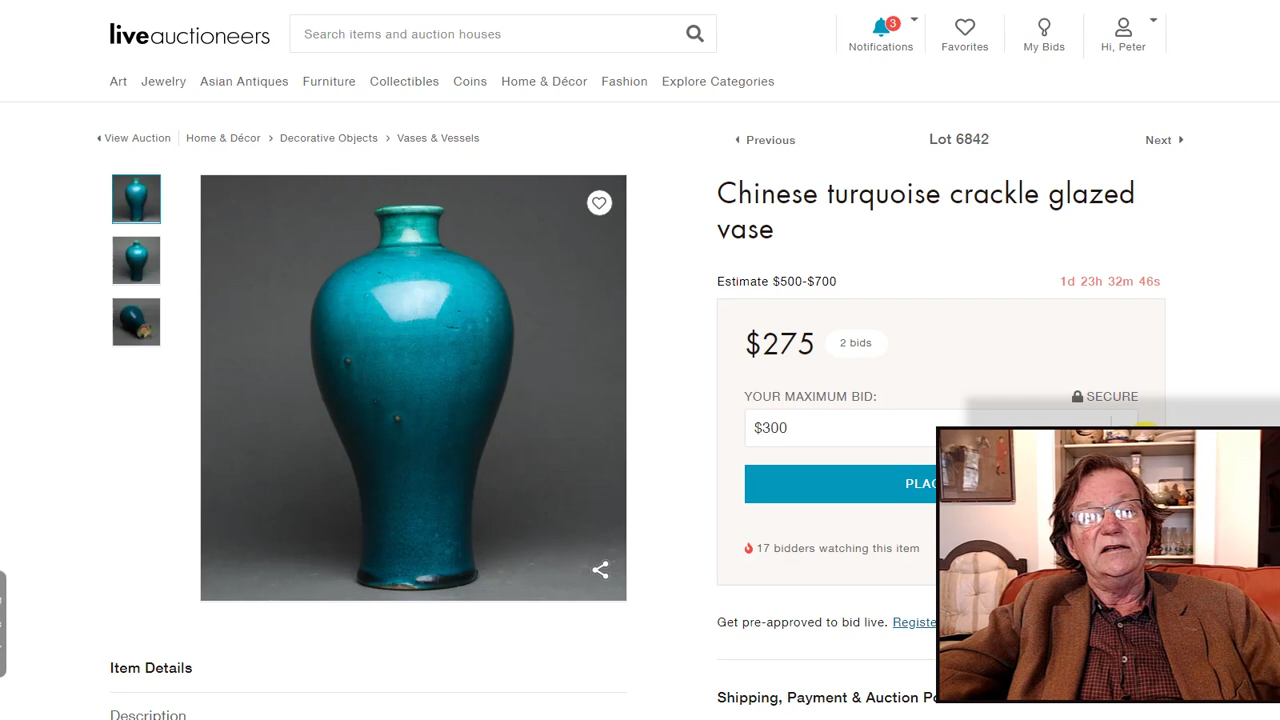 liveauctioneers
Search items and auction houses
3
Notifications
Favorites
My Bids
Hi, Peter
Art Jewelry Asian Antiques Furniture Collectibles Coins Home & Décor Fashion Explore Categories
View Auction Home & Décor > Decorative Objects > Vases & Vessels
Previous Lot 6842 Next
Chinese turquoise crackle glazed
vase
Estimate $500-$700 1d 23h 32m 46s
$275 2 bids
YOUR MAXIMUM BID: SECURE
$300
17 bidders watching this item
Get pre-approved to bid live.
Item Details
Shipping, Payment & Auction
Description